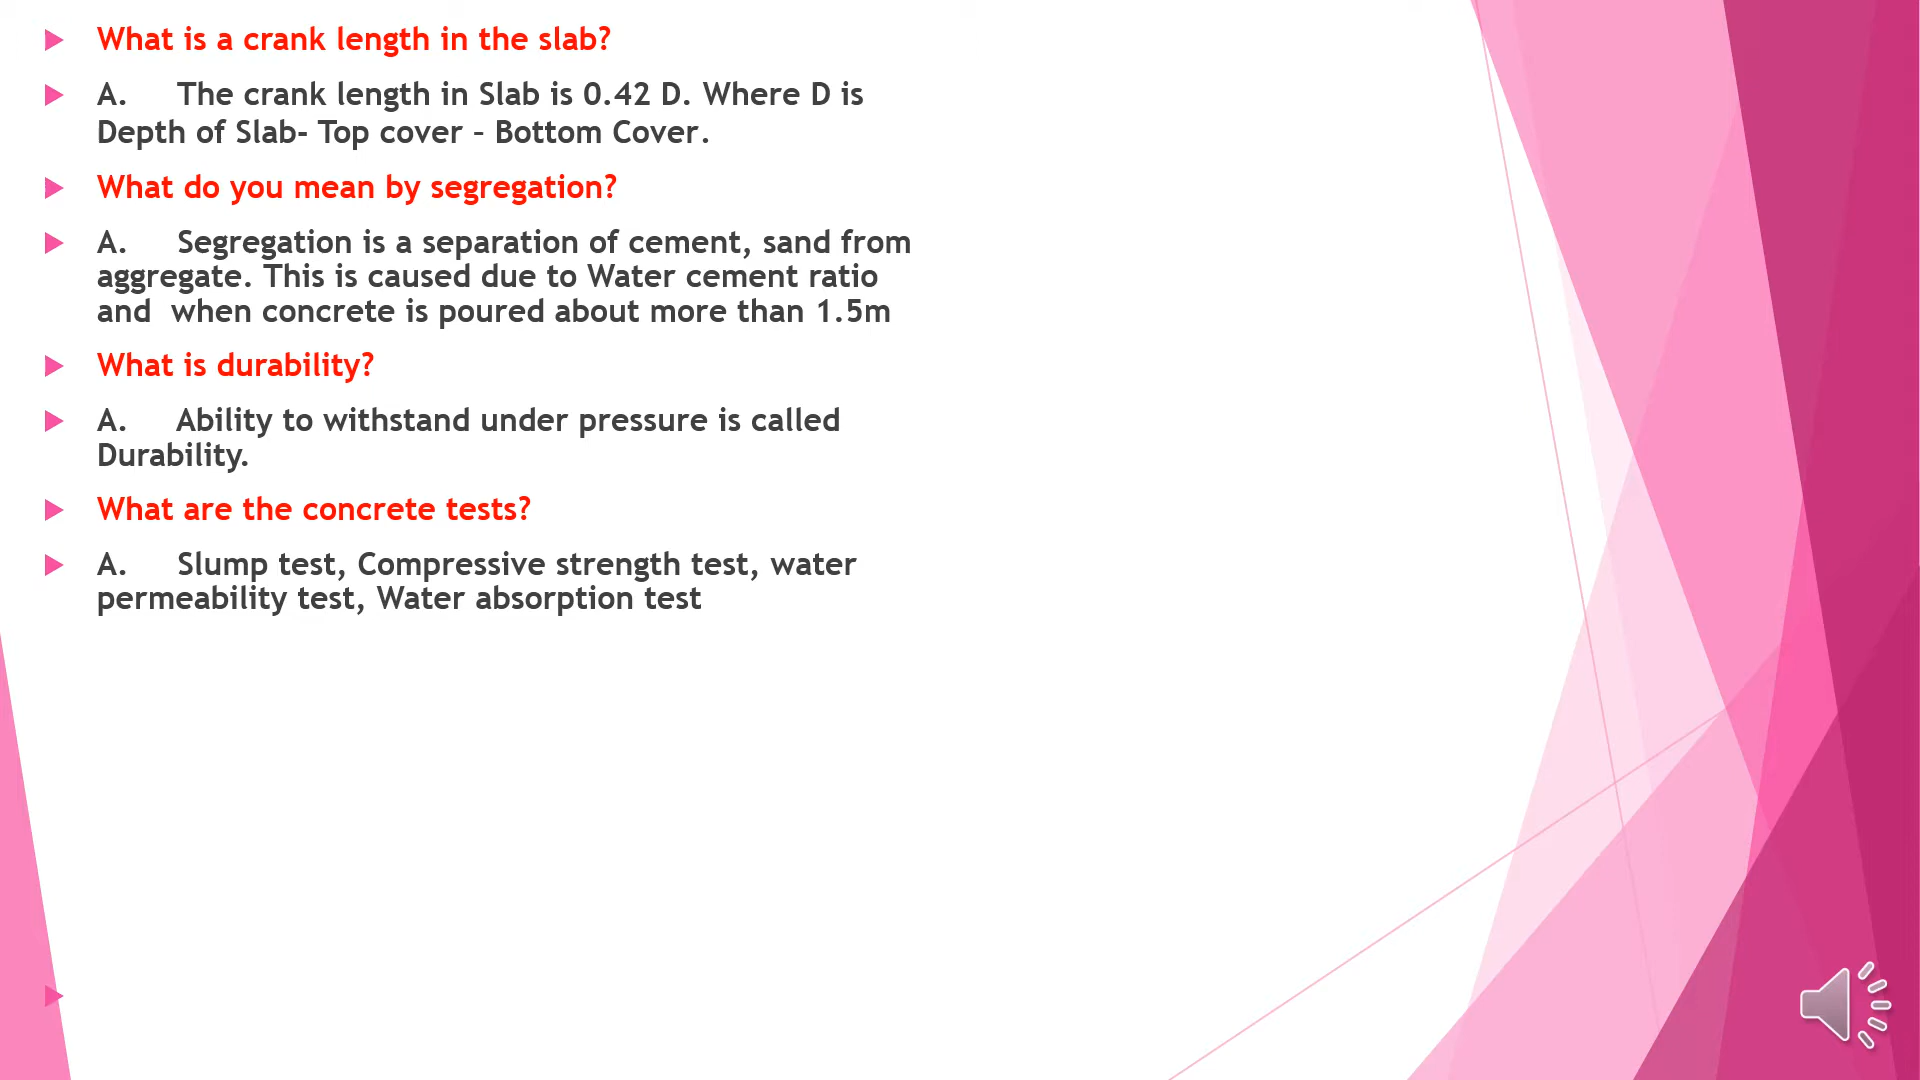 What is a crank length in the slab?
A. The crank length in Slab is 0.42 D. Where D is
Depth of Slab- Top cover – Bottom Cover.
What do you mean by segregation?
A. Segregation is a separation of cement, sand from
aggregate. This is caused due to Water cement ratio
and when concrete is poured about more than 1.5m
What is durability?
A. Ability to withstand under pressure is called
Durability.
What are the concrete tests?
A. Slump test, Compressive strength test, water
permeability test, Water absorption test